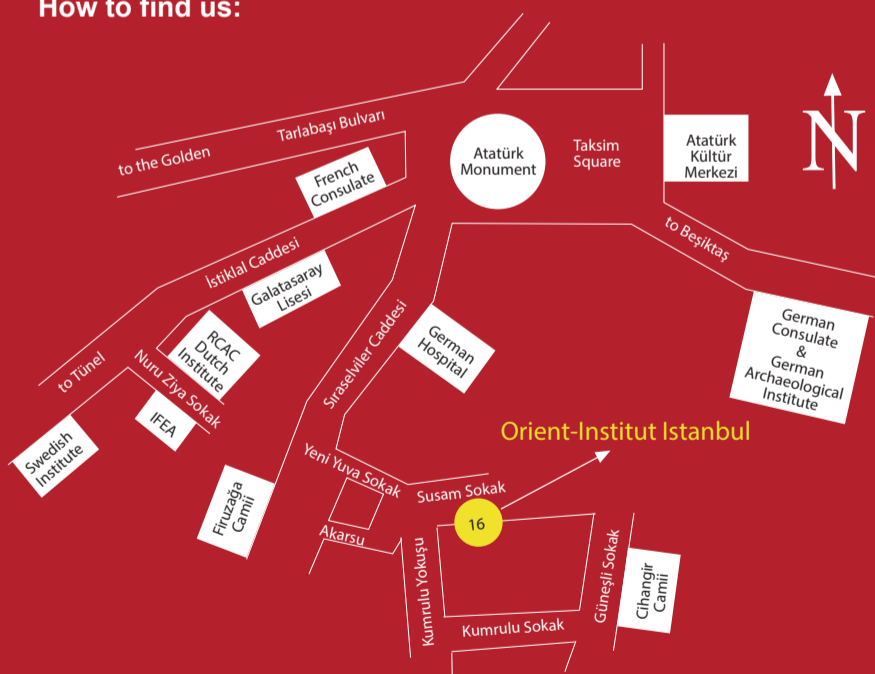 How to find us:
Tarlabaşı Bulvarı
to the Golden
French
Consulate
Atatürk
Monument
Taksim
Square
Atatürk
Kültür
Merkezi
N
to Beşiktaş
İstiklal Caddesi
Galatasaray
Lisesi
RCAC
Dutch
Institute
to Tünel
Nuru Ziya Sokak
IFEA
Swedish
Institute
Sıraselviler Caddesi
German
Hospital
German
Consulate
&
German
Archaeological
Institute
Orient-Institut Istanbul
Yeni Yuva Sokak
Susam Sokak
16
Firuzağa
Camii
Akarsu
Kumrulu Yokuşu
Kumrulu Sokak
Güneşli Sokak
Cihangir
Camii